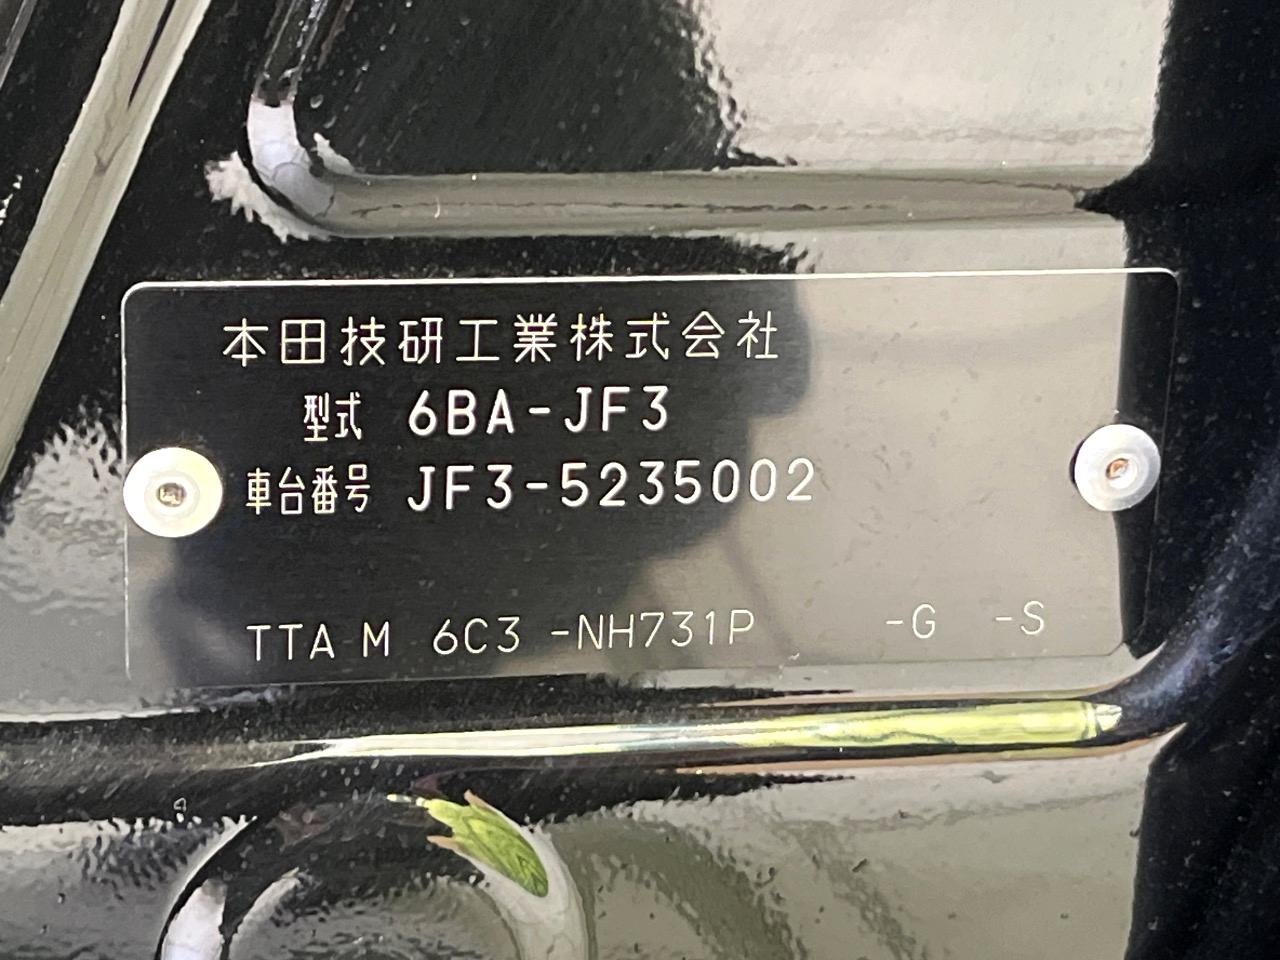 本田技研工業株式会社
型式 6BA-JF3
車台番号 JF3-5235002
TTA M 6C3 -NH731P -G -S